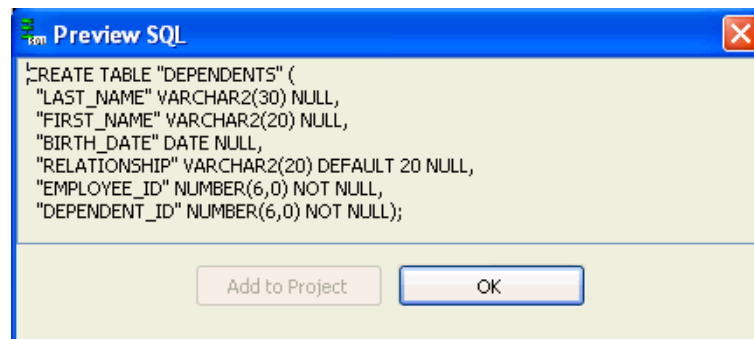 Preview SQL
CREATE TABLE "DEPENDENTS" (
"LAST_NAME" VARCHAR2(30) NULL,
"FIRST_NAME" VARCHAR2(20) NULL,
"BIRTH_DATE" DATE NULL,
"RELATIONSHIP" VARCHAR2(20) DEFAULT 20 NULL,
"EMPLOYEE_ID" NUMBER(6,0) NOT NULL,
"DEPENDENT_ID" NUMBER(6,0) NOT NULL);
Add to Project OK